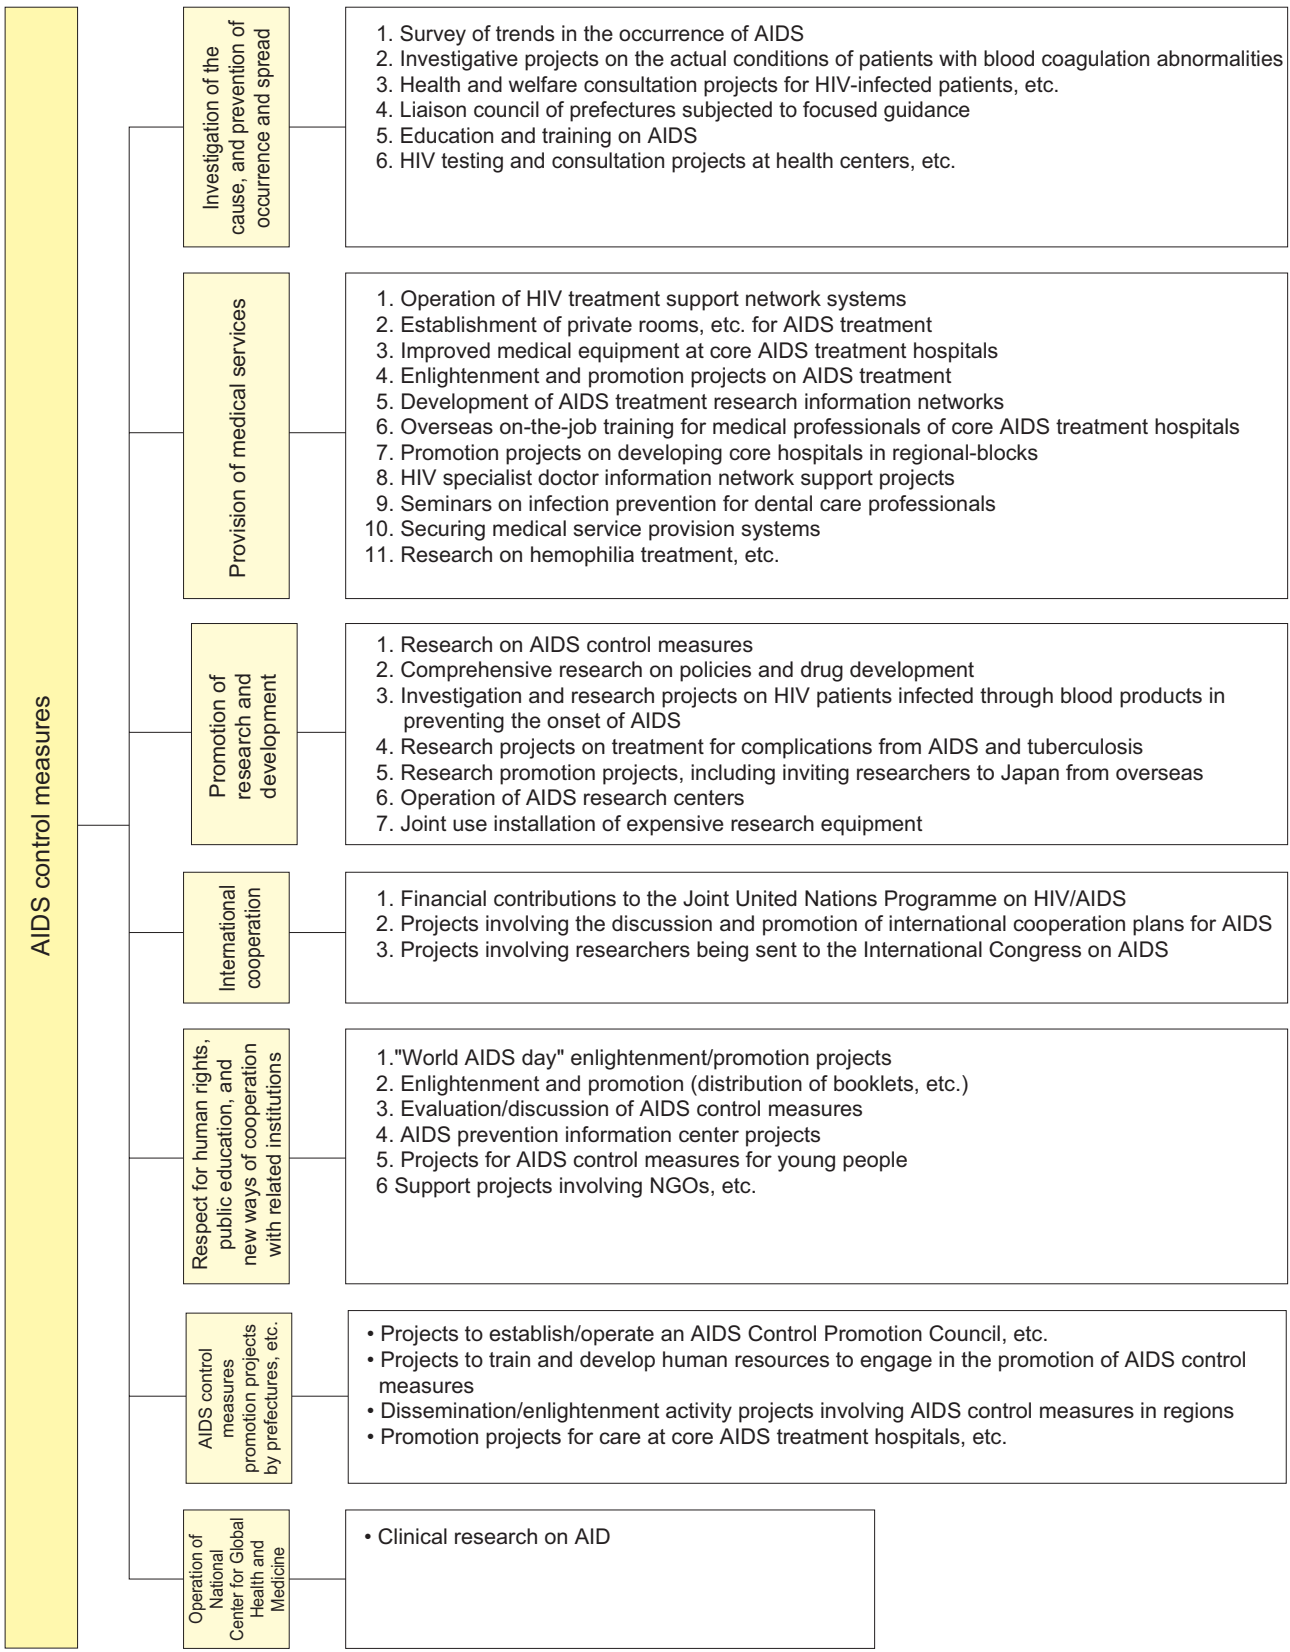 AIDS control measures
Investigation of the
cause, and prevention of
occurrence and spread
1. Survey of trends in the occurrence of AIDS
2. Investigative projects on the actual conditions of patients with blood coagulation abnormalities
3. Health and welfare consultation projects for HIV-infected patients, etc.
4. Liaison council of prefectures subjected to focused guidance
5. Education and training on AIDS
6. HIV testing and consultation projects at health centers, etc.
Provision of medical services
1. Operation of HIV treatment support network systems
2. Establishment of private rooms, etc. for AIDS treatment
3. Improved medical equipment at core AIDS treatment hospitals
4. Enlightenment and promotion projects on AIDS treatment
5. Development of AIDS treatment research information networks
6. Overseas on-the-job training for medical professionals of core AIDS treatment hospitals
7. Promotion projects on developing core hospitals in regional-blocks
8. HIV specialist doctor information network support projects
9. Seminars on infection prevention for dental care professionals
10. Securing medical service provision systems
11. Research on hemophilia treatment, etc.
Promotion of
research and
development
1. Research on AIDS control measures
2. Comprehensive research on policies and drug development
3. Investigation and research projects on HIV patients infected through blood products in
preventing the onset of AIDS
4. Research projects on treatment for complications from AIDS and tuberculosis
5. Research promotion projects, including inviting researchers to Japan from overseas
6. Operation of AIDS research centers
7. Joint use installation of expensive research equipment
International
cooperation
1. Financial contributions to the Joint United Nations Programme on HIV/AIDS
2. Projects involving the discussion and promotion of international cooperation plans for AIDS
3. Projects involving researchers being sent to the International Congress on AIDS
Respect for human rights,
public education, and
new ways of cooperation
with related institutions
1."World AIDS day" enlightenment/promotion projects
2. Enlightenment and promotion (distribution of booklets, etc.)
3. Evaluation/discussion of AIDS control measures
4. AIDS prevention information center projects
5. Projects for AIDS control measures for young people
6 Support projects involving NGOs, etc.
AIDS control
measures
promotion projects
by prefectures, etc.
• Projects to establish/operate an AIDS Control Promotion Council, etc.
• Projects to train and develop human resources to engage in the promotion of AIDS control
measures
• Dissemination/enlightenment activity projects involving AIDS control measures in regions
• Promotion projects for care at core AIDS treatment hospitals, etc.
Operation of
National
Center for Global
Health and
Medicine
• Clinical research on AID